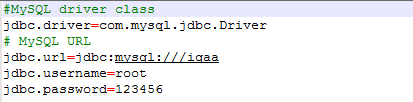 #MySQL driver class
jdbc.driver=com.mysql.jdbc.Driver
# MySQL URL
jdbc.url=jdbc:mysql:///iqaa
jdbc.username=root
jdbc.password=123456